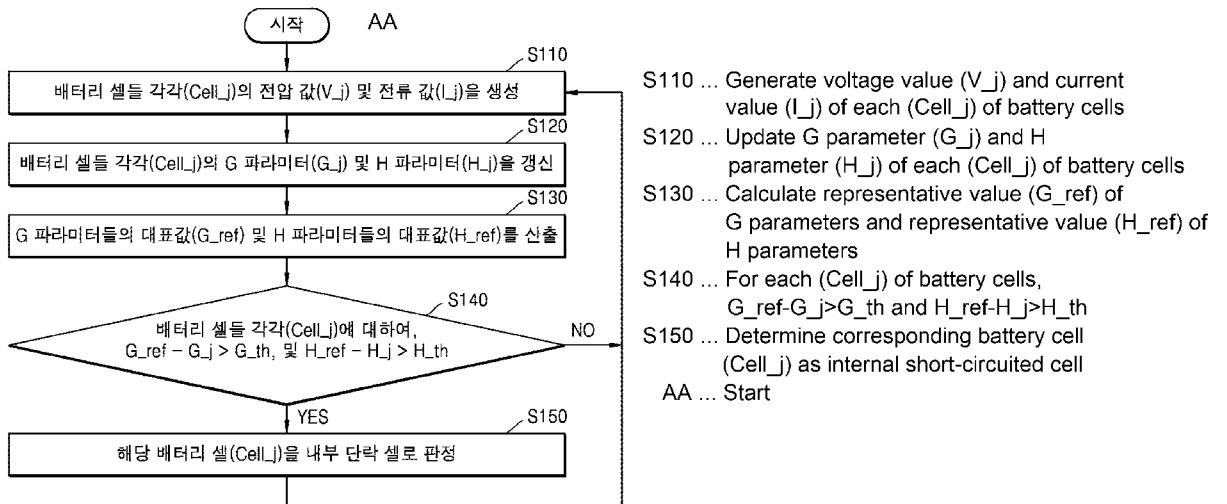 시작
AA
S110
배터리 셀들 각각(Cell_j)의 전압 값(V_j) 및 전류 값(I_j)을 생성
S120
배터리 셀들 각각(Cell_j)의 G 파라미터(G_j) 및 H 파라미터(H_j)을 갱신
S130
G 파라미터들의 대표값(G_ref) 및 H 파라미터들의 대표값(H_ref)를 산출
S140
배터리 셀들 각각(Cell_j)에 대하여,
G_ref – G_j > G_th, 및 H_ref – H_j > H_th
NO
YES
S150
해당 배터리 셀(Cell_j)을 내부 단락 셀로 판정
S110 ... Generate voltage value (V_j) and current
value (I_j) of each (Cell_j) of battery cells
S120 ... Update G parameter (G_j) and H
parameter (H_j) of each (Cell_j) of battery cells
S130 ... Calculate representative value (G_ref) of
G parameters and representative value (H_ref) of
H parameters
S140 ... For each (Cell_j) of battery cells,
G_ref-G_j>G_th and H_ref-H_j>H_th
S150 ... Determine corresponding battery cell
(Cell_j) as internal short-circuited cell
AA ... Start